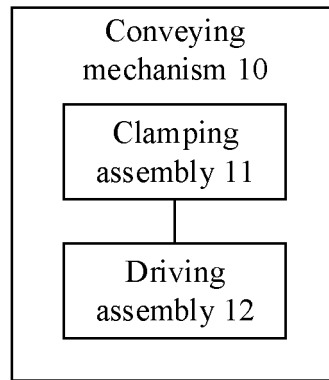 Conveying
mechanism 10
Clamping
assembly 11
Driving
assembly 12